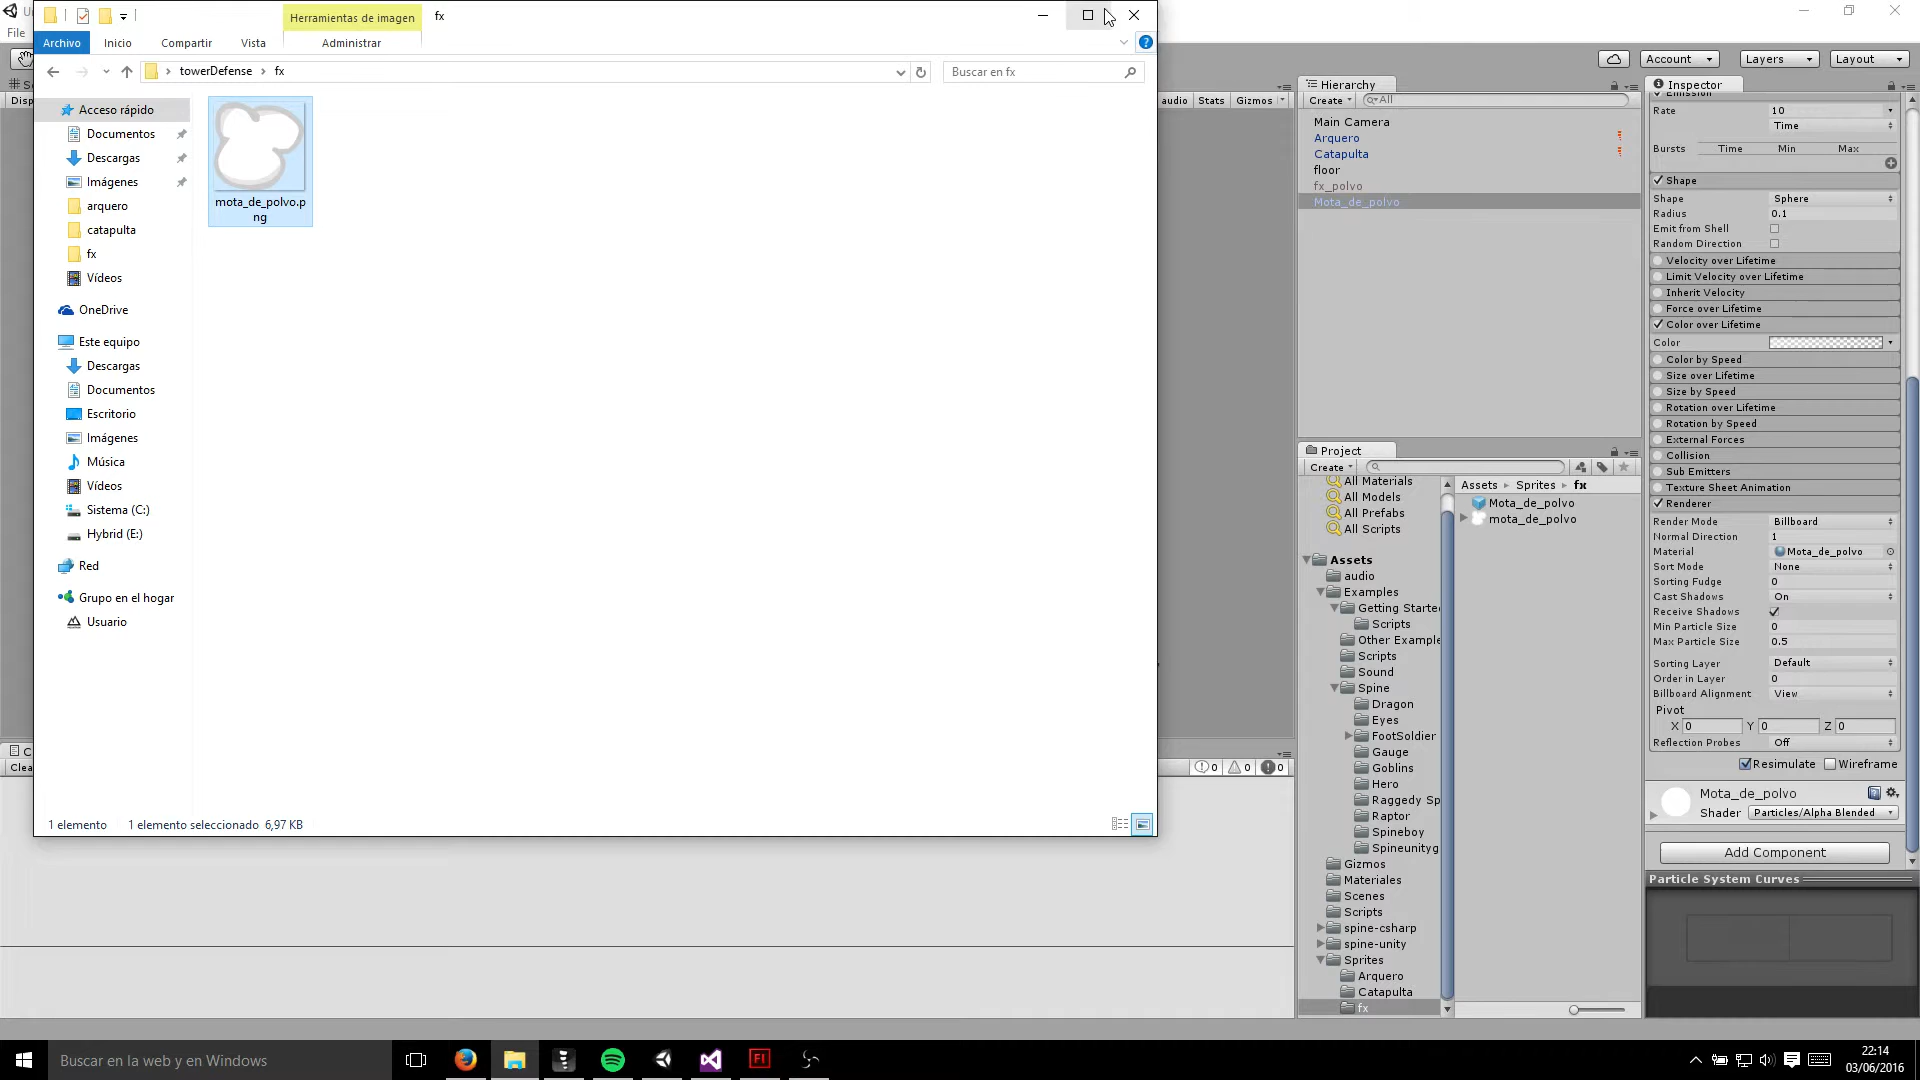 Herramientas de imagen
fx
File
Archivo
Inicio
Compartir
Vista
Administrar
towerDefense
fx
Buscar en fx
Disp
Acceso rápido
Documentos
Descargas
Imágenes
arquero
catapulta
fx
Vídeos
OneDrive
Este equipo
Descargas
Documentos
Escritorio
Imágenes
Música
Vídeos
Sistema (C:)
Hybrid (E:)
Red
Grupo en el hogar
Usuario
mota_de_polvo.p
ng
1 elemento
1 elemento seleccionado 6,97 KB
Clea
audio
Stats
Gizmos
0
0
0
Account
Layers
Layout
Hierarchy
Create
All
Main Camera
Arquero
Catapulta
floor
fx_polvo
Mota_de_polvo
Project
Create
All Materials
All Models
All Prefabs
All Scripts
Assets
audio
Examples
Getting Starte
Scripts
Other Example
Scripts
Sound
Spine
Dragon
Eyes
FootSoldier
Gauge
Goblins
Hero
Raggedy Sp
Raptor
Spineboy
Spineunityg
Gizmos
Materiales
Scenes
Scripts
spine-csharp
spine-unity
Sprites
Arquero
Catapulta
fx
Assets
Sprites
fx
Mota_de_polvo
mota_de_polvo
Inspector
Emission
Rate
10
Time
Bursts
Time
Min
Max
Shape
Shape
Sphere
Radius
0.1
Emit from Shell
Random Direction
Velocity over Lifetime
Limit Velocity over Lifetime
Inherit Velocity
Force over Lifetime
Color over Lifetime
Color
Color by Speed
Size over Lifetime
Size by Speed
Rotation over Lifetime
Rotation by Speed
External Forces
Collision
Sub Emitters
Texture Sheet Animation
Renderer
Render Mode
Billboard
Normal Direction
1
Material
Mota_de_polvo
Sort Mode
None
Sorting Fudge
0
Cast Shadows
On
Receive Shadows
Min Particle Size
0
Max Particle Size
0.5
Sorting Layer
Default
Order in Layer
0
Billboard Alignment
View
Pivot
X 0
Y 0
Z 0
Reflection Probes
Off
Resimulate
Wireframe
Mota_de_polvo
Shader
Particles/Alpha Blended
Add Component
Particle System Curves
Buscar en la web y en Windows
Fl
22:14
03/06/2016